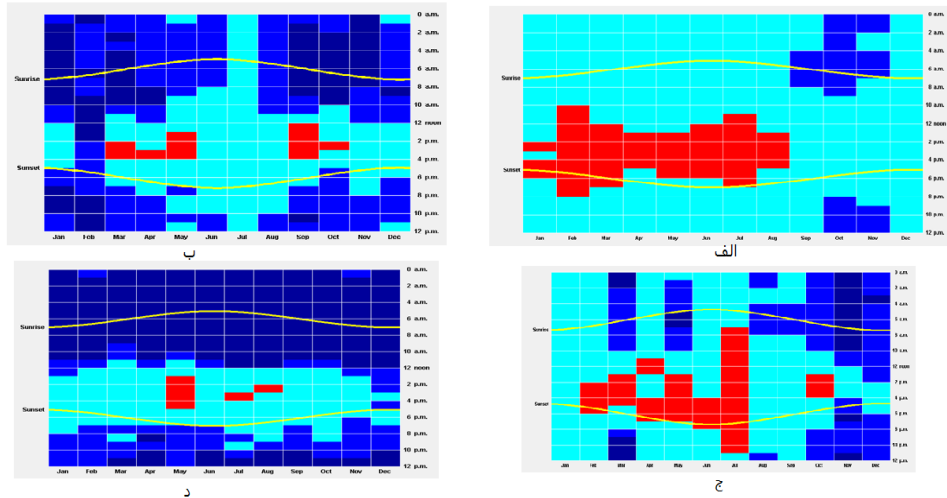 0 a.m.
2 a.m.
4 a.m.
6 a.m.
Sunrise
8 a.m.
10 a.m.
12 noon
2 p.m.
4 p.m.
Sunset
6 p.m.
8 p.m.
10 p.m.
12 p.m.
Jan Feb Mar Apr May Jun Jul Aug Sep Oct Nov Dec
ب
0 a.m.
2 a.m.
4 a.m.
6 a.m.
Sunrise
8 a.m.
10 a.m.
12 noon
2 p.m.
4 p.m.
Sunset
6 p.m.
8 p.m.
10 p.m.
12 p.m.
Jan Feb Mar Apr May Jun Jul Aug Sep Oct Nov Dec
الف
0 a.m.
2 a.m.
4 a.m.
6 a.m.
Sunrise
8 a.m.
10 a.m.
12 noon
2 p.m.
4 p.m.
Sunset
6 p.m.
8 p.m.
10 p.m.
12 p.m.
Jan Feb Mar Apr May Jun Jul Aug Sep Oct Nov Dec
د
Sunrise
Sunset
ج